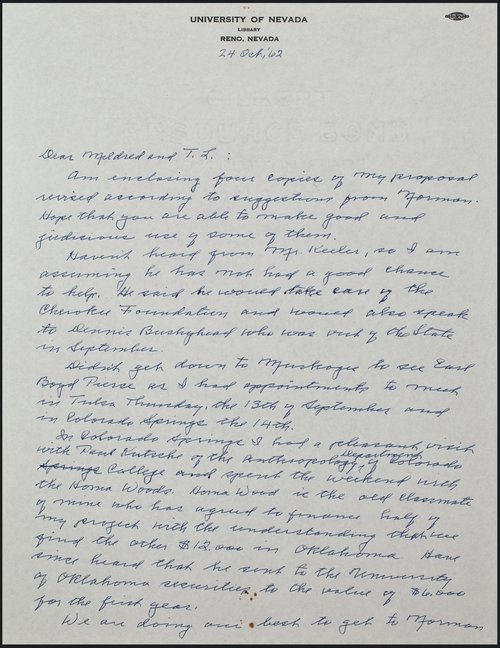 UNIVERSITY OF NEVADA
LIBRARY
RENO, NEVADA
24 Oct, '62
Dear Mildred and T. L. :
Am enclosing four copies of my proposal
revised according to suggestions from Norman.
Hope that you are able to make good and
judicious use of some of them.
Havent heard from Mr. Keeler, so I am
assuming he has not had a good chance
to help. He said he would take care of the
Cherokee Foundation and would also speak
to Dennis Bushyhead who was out of the State
in September.
Didn't get down to Muskogee to see Earl
Boyd Pierce as I had appointments to meet
in Tulsa Thursday, the 13th of September and
in Colorado Springs the 14th.
In Colorado Springs I had a pleasant visit
with Paul Kutsche of the Anthropology Department of Colorado
Springs College and spent the weekend with
the Homa Woods. Homa Wood is the old classmate
of mine who has agreed to finance half of
my project with the understanding that we
find the other $12,000 in Oklahoma. Have
since heard that he sent to the University
of Oklahoma securities to the value of $6,000
for the first year.
We are doing our best to get to Norman